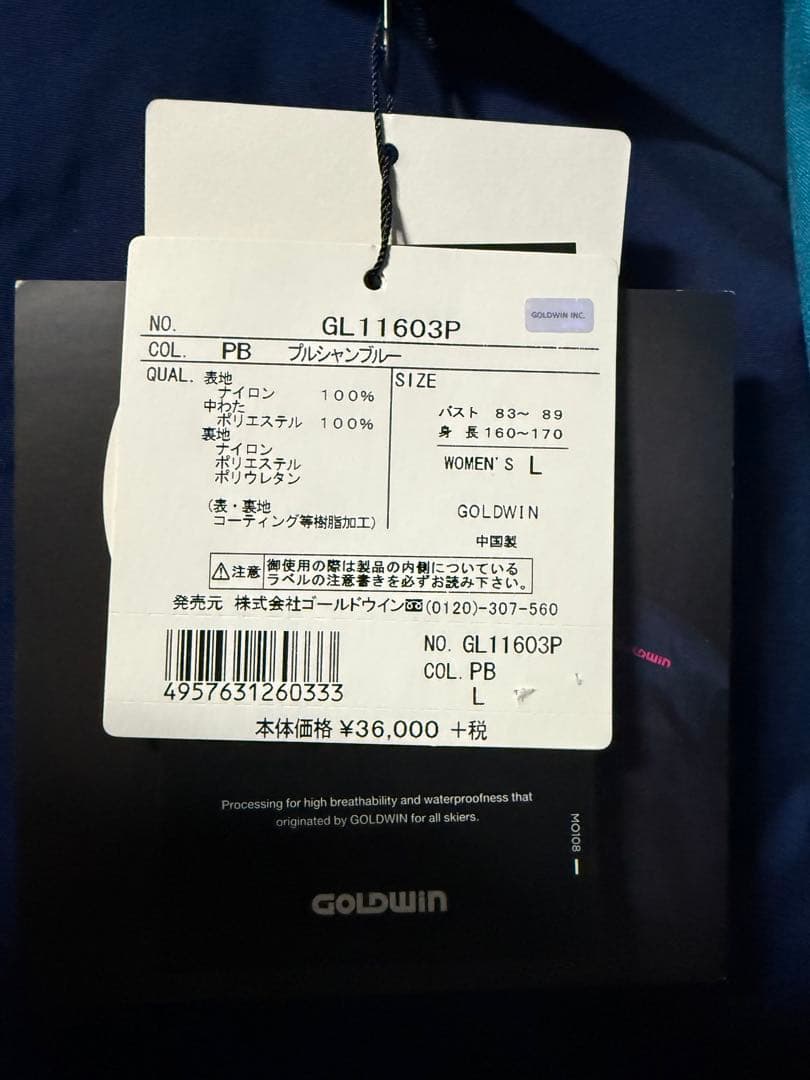 NO. GL11603P
GOLDWIN INC.
COL. PB プルシャンブルー
QUAL. 表地
ナイロン 100%
中わた
ポリエステル 100%
裏地
ナイロン
ポリエステル
ポリウレタン
(表・裏地
コーティング等樹脂加工)
SIZE
バスト 83〜 89
身 長 160〜170
WOMEN'S L
GOLDWIN
中国製
注意 御使用の際は製品の内側についている
ラベルの注意書きを必ずお読み下さい。
発売元 株式会社ゴールドウイン (0120)-307-560
4957631260333
NO. GL11603P
COL. PB
L
本体価格 ¥36,000 +税
Processing for high breathability and waterproofness that
originated by GOLDWIN for all skiers.
MO108
GOLDWIN